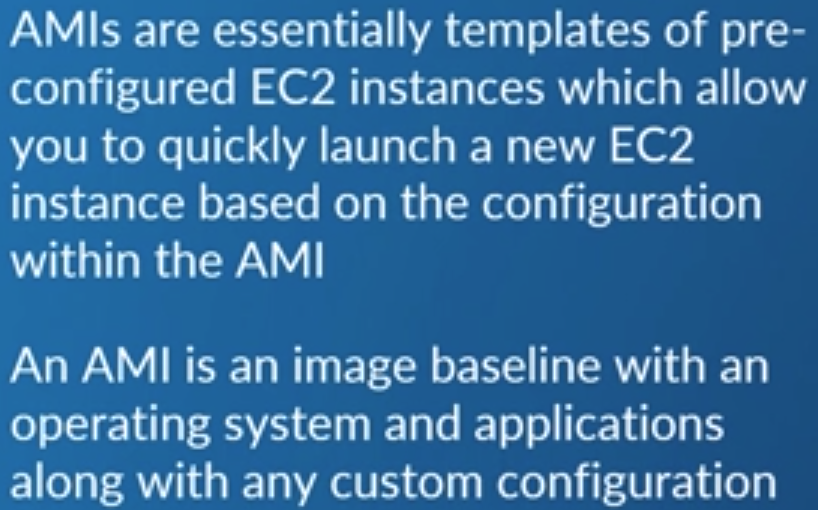 AMIs are essentially templates of pre-
configured EC2 instances which allow
you to quickly launch a new EC2
instance based on the configuration
within the AMI
An AMI is an image baseline with an
operating system and applications
along with any custom configuration